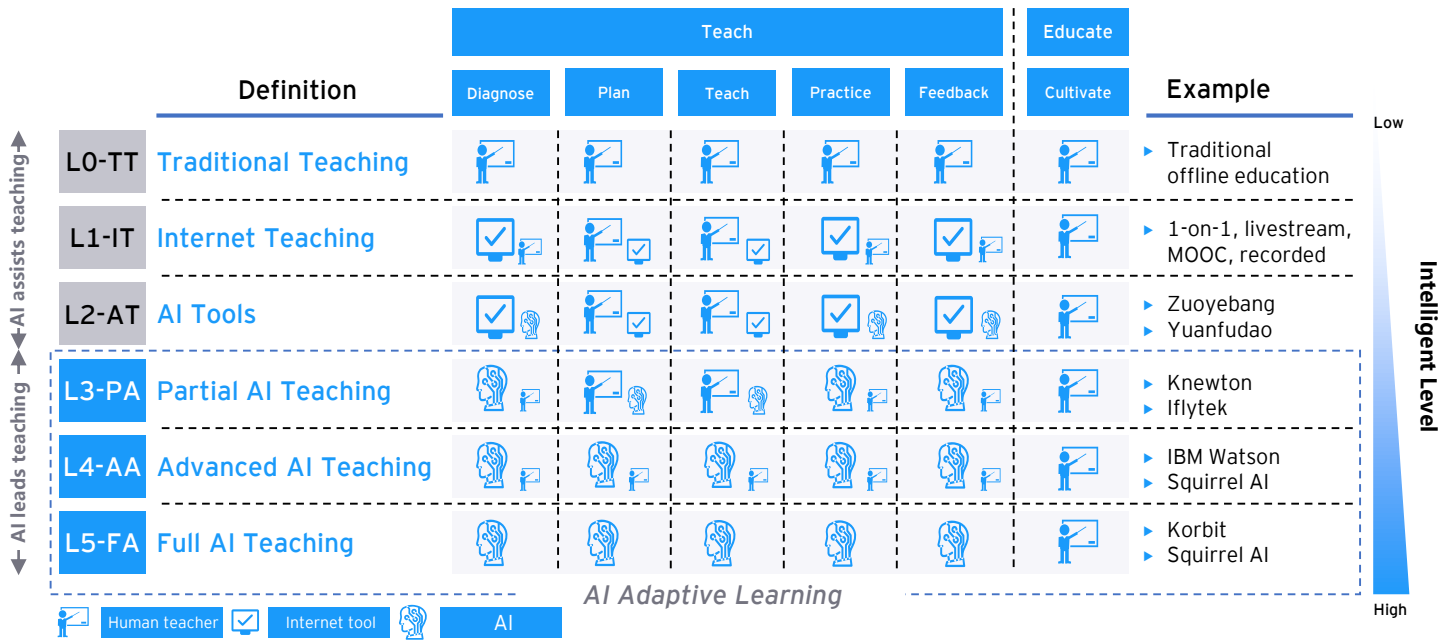 Teach
Educate
Definition
Diagnose
Plan
Teach
Practice
Feedback
Cultivate
Example
Low
L0-TT
Traditional Teaching
Traditional
offline education
L1-IT
Internet Teaching
1-on-1, livestream,
MOOC, recorded
L2-AT
AI Tools
Zuoyebang
Yuanfudao
L3-PA
Partial AI Teaching
Knewton
Iflytek
L4-AA
Advanced AI Teaching
IBM Watson
Squirrel AI
L5-FA
Full AI Teaching
Korbit
Squirrel AI
AI assists teaching
AI leads teaching
Intelligent Level
AI Adaptive Learning
High
Human teacher
Internet tool
AI